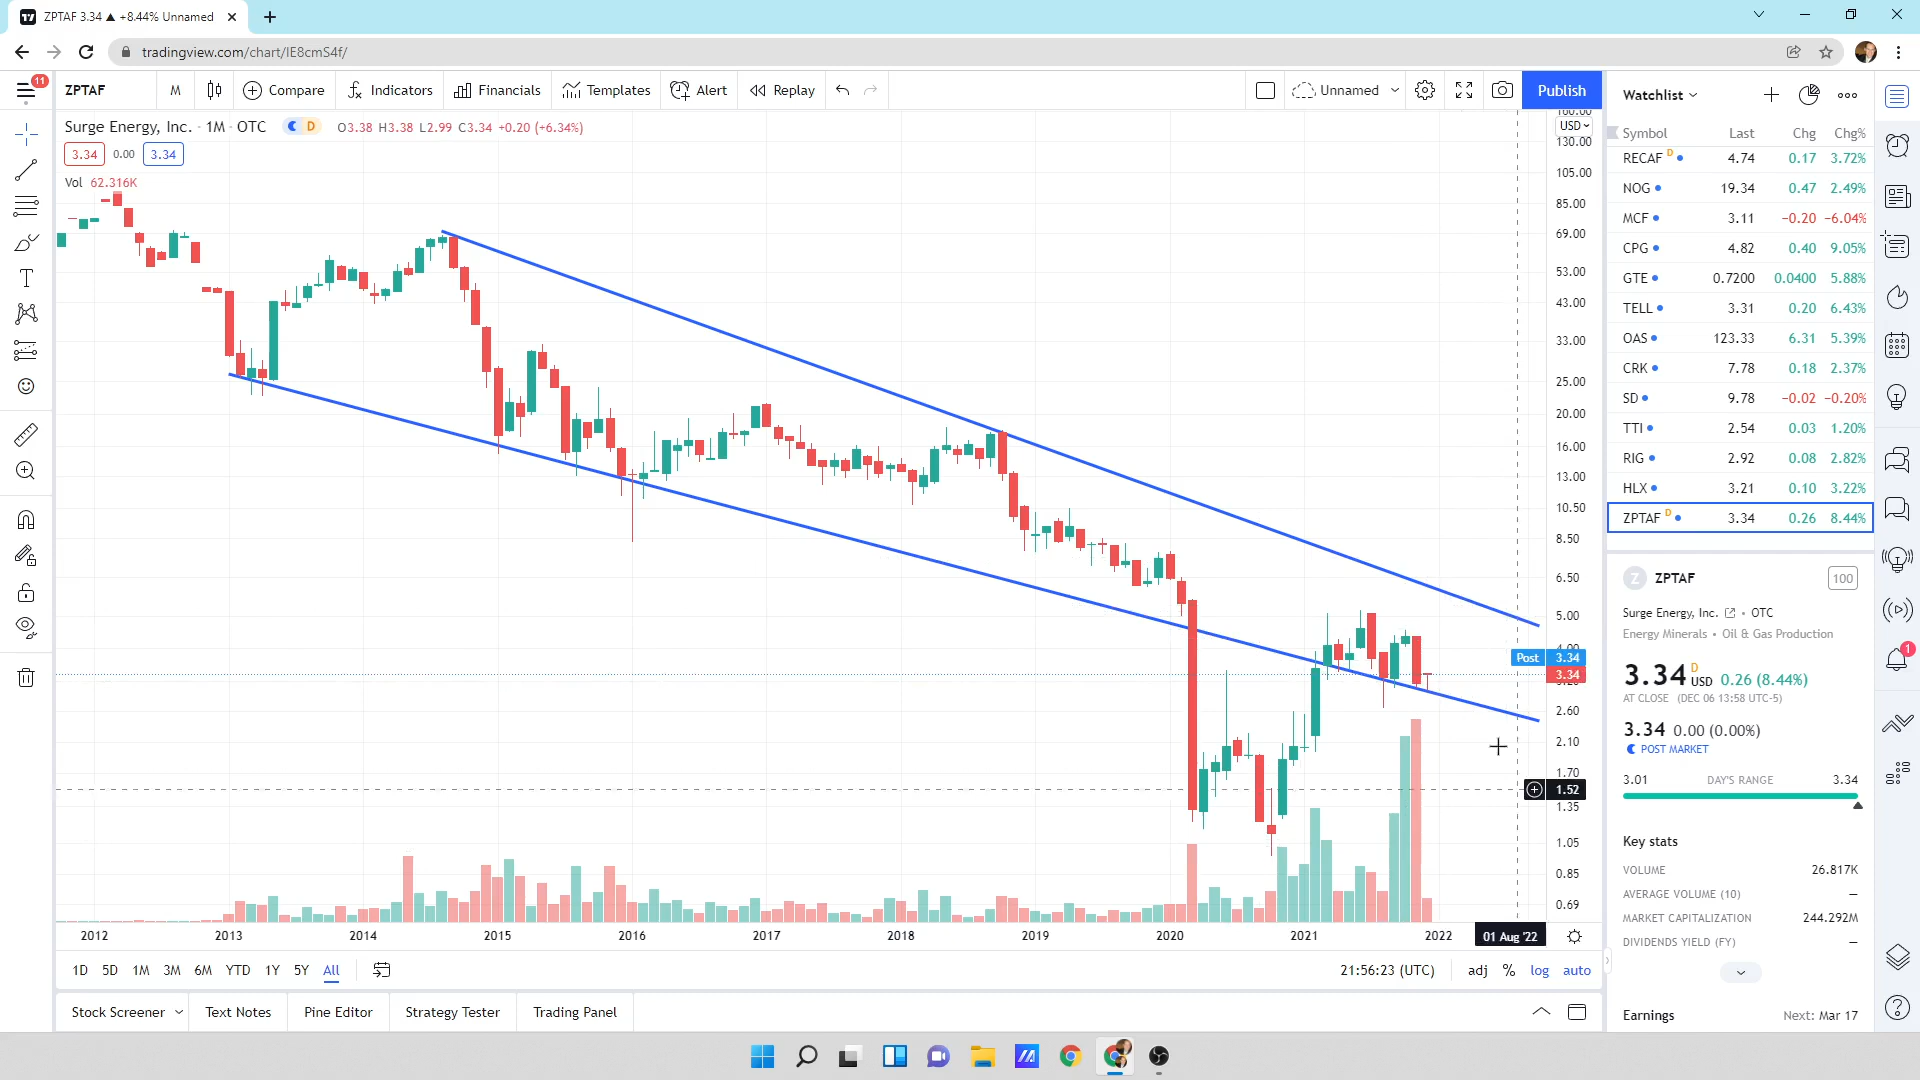 ZPTAF 3.34 ▲ +8.44% Unnamed
tradingview.com/chart/IE8cmS4f/
11
ZPTAF M Compare Indicators Financials Templates Alert Replay Unnamed Publish
Surge Energy, Inc. · 1M · OTC D O3.38 H3.38 L2.99 C3.34 +0.20 (+6.34%)
3.34 0.00 3.34
Vol 62.316K
160.00
USD
130.00
105.00
85.00
69.00
53.00
43.00
33.00
25.00
20.00
16.00
13.00
10.50
8.50
6.50
5.00
4.00
Post 3.34
3.34
3.20
2.60
2.10
1.70
1.52
1.35
1.05
0.85
0.69
2012 2013 2014 2015 2016 2017 2018 2019 2020 2021 2022 01 Aug '22
1D 5D 1M 3M 6M YTD 1Y 5Y All 21:56:23 (UTC) adj % log auto
Stock Screener Text Notes Pine Editor Strategy Tester Trading Panel
Watchlist
Symbol Last Chg Chg%
RECAF D 4.74 0.17 3.72%
NOG 19.34 0.47 2.49%
MCF 3.11 −0.20 −6.04%
CPG 4.82 0.40 9.05%
GTE 0.7200 0.0400 5.88%
TELL 3.31 0.20 6.43%
OAS 123.33 6.31 5.39%
CRK 7.78 0.18 2.37%
SD 9.78 −0.02 −0.20%
TTI 2.54 0.03 1.20%
RIG 2.92 0.08 2.82%
HLX 3.21 0.10 3.22%
ZPTAF D 3.34 0.26 8.44%
Z ZPTAF 100
Surge Energy, Inc. • OTC
Energy Minerals • Oil & Gas Production
3.34 D USD 0.26 (8.44%)
AT CLOSE (DEC 06 13:58 UTC-5)
3.34 0.00 (0.00%)
POST MARKET
3.01 DAY'S RANGE 3.34
Key stats
VOLUME 26.817K
AVERAGE VOLUME (10) —
MARKET CAPITALIZATION 244.292M
DIVIDENDS YIELD (FY) —
Earnings Next: Mar 17
1